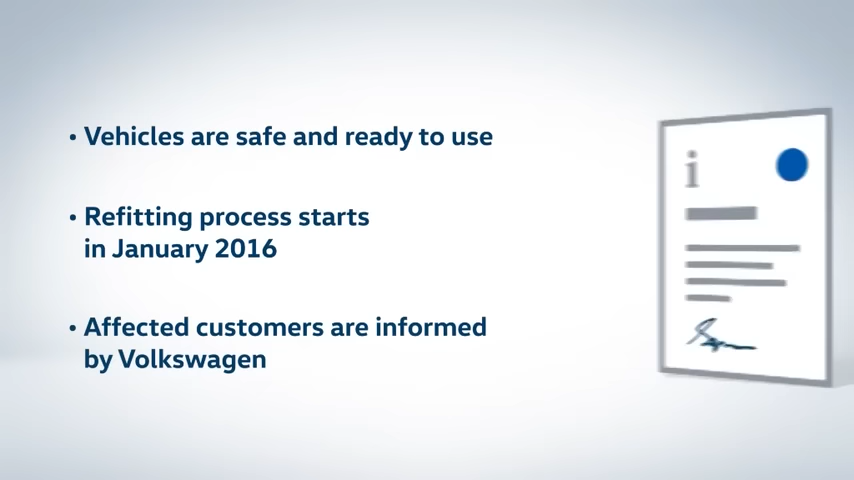 • Vehicles are safe and ready to use
• Refitting process starts
in January 2016
• Affected customers are informed
by Volkswagen
i